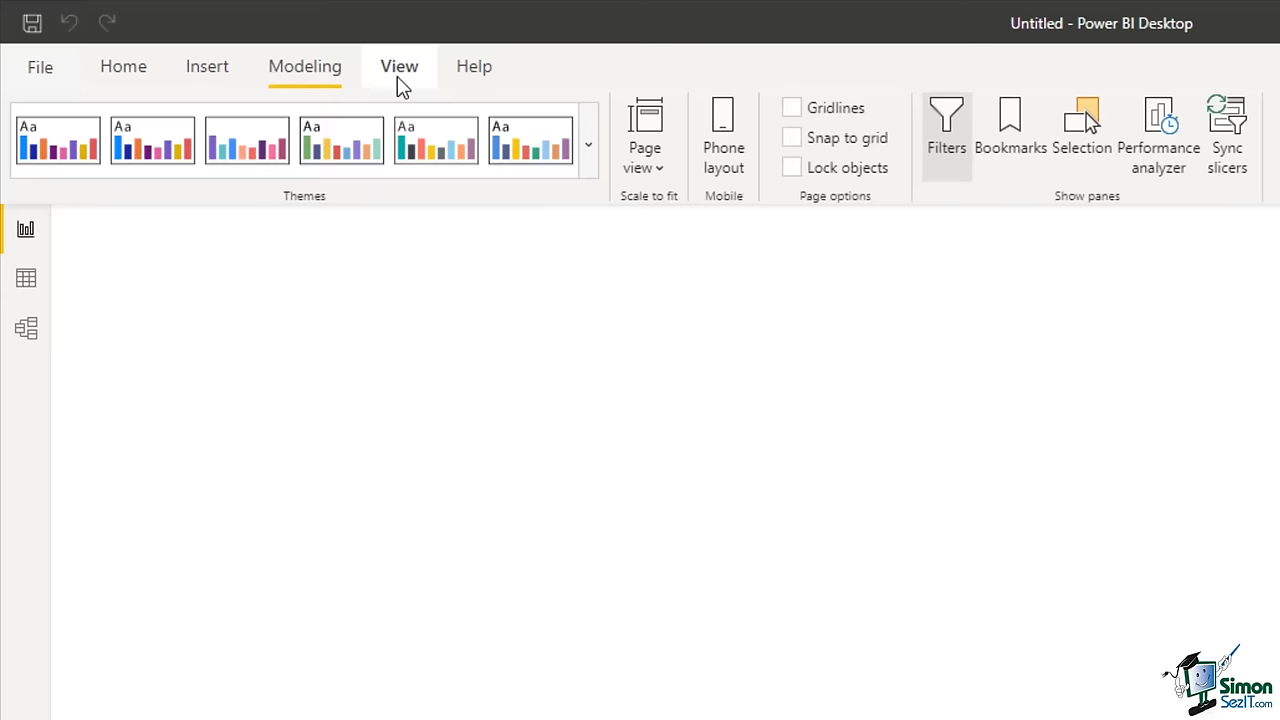 Untitled - Power BI Desktop
File Home Insert Modeling View Help
Aa Aa Aa Aa Aa
Page view
Phone layout
Gridlines
Snap to grid
Lock objects
Filters
Bookmarks
Selection
Performance analyzer
Sync slicers
Themes
Scale to fit
Mobile
Page options
Show panes
Simon
SezIT.com